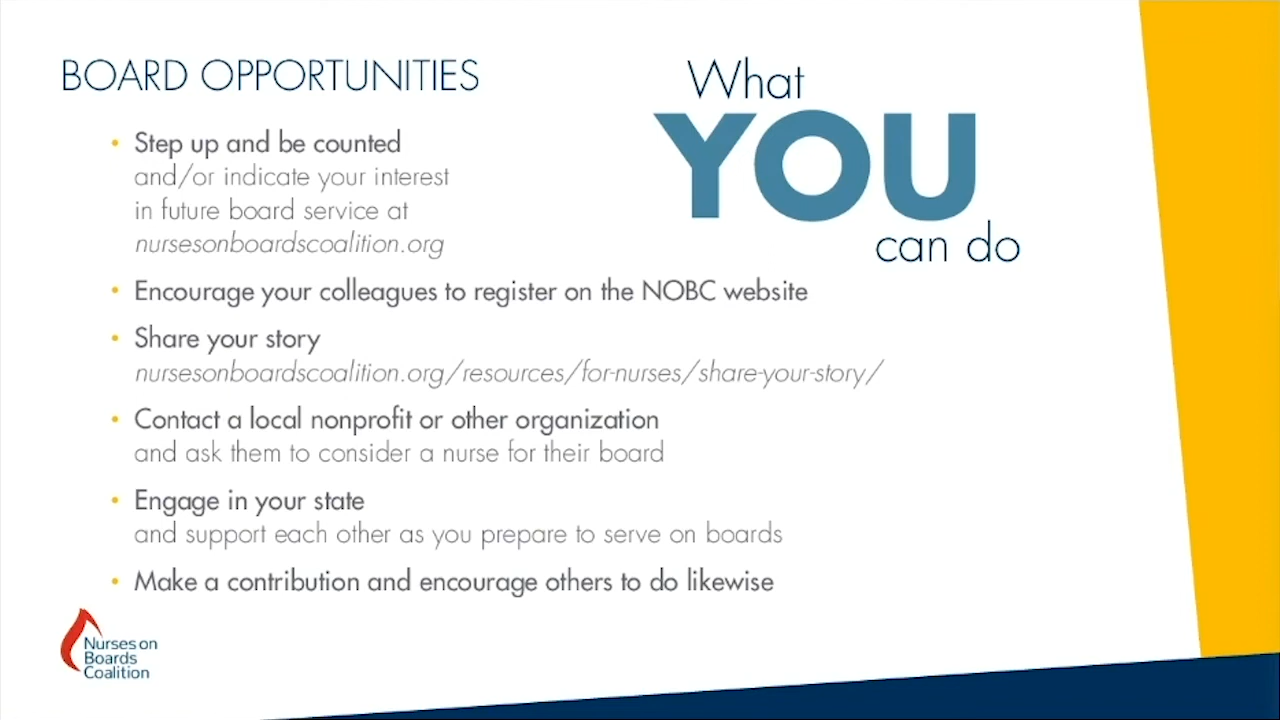 BOARD OPPORTUNITIES
What
YOU
can do
• Step up and be counted
and/or indicate your interest
in future board service at
nursesonboardscoalition.org
• Encourage your colleagues to register on the NOBC website
• Share your story
nursesonboardscoalition.org/resources/for-nurses/share-your-story/
• Contact a local nonprofit or other organization
and ask them to consider a nurse for their board
• Engage in your state
and support each other as you prepare to serve on boards
• Make a contribution and encourage others to do likewise
Nurses on
Boards
Coalition